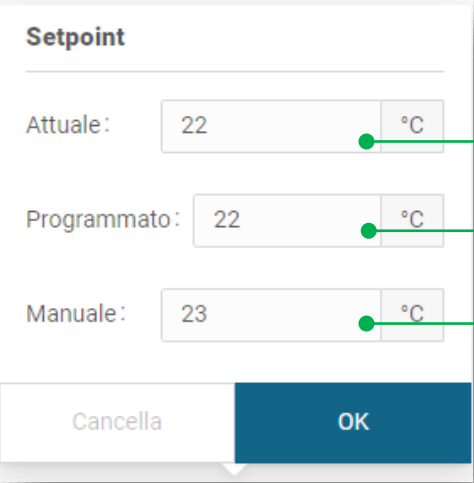 Setpoint
Attuale: 22 °C
Programmato: 22 °C
Manuale: 23 °C
Cancella OK